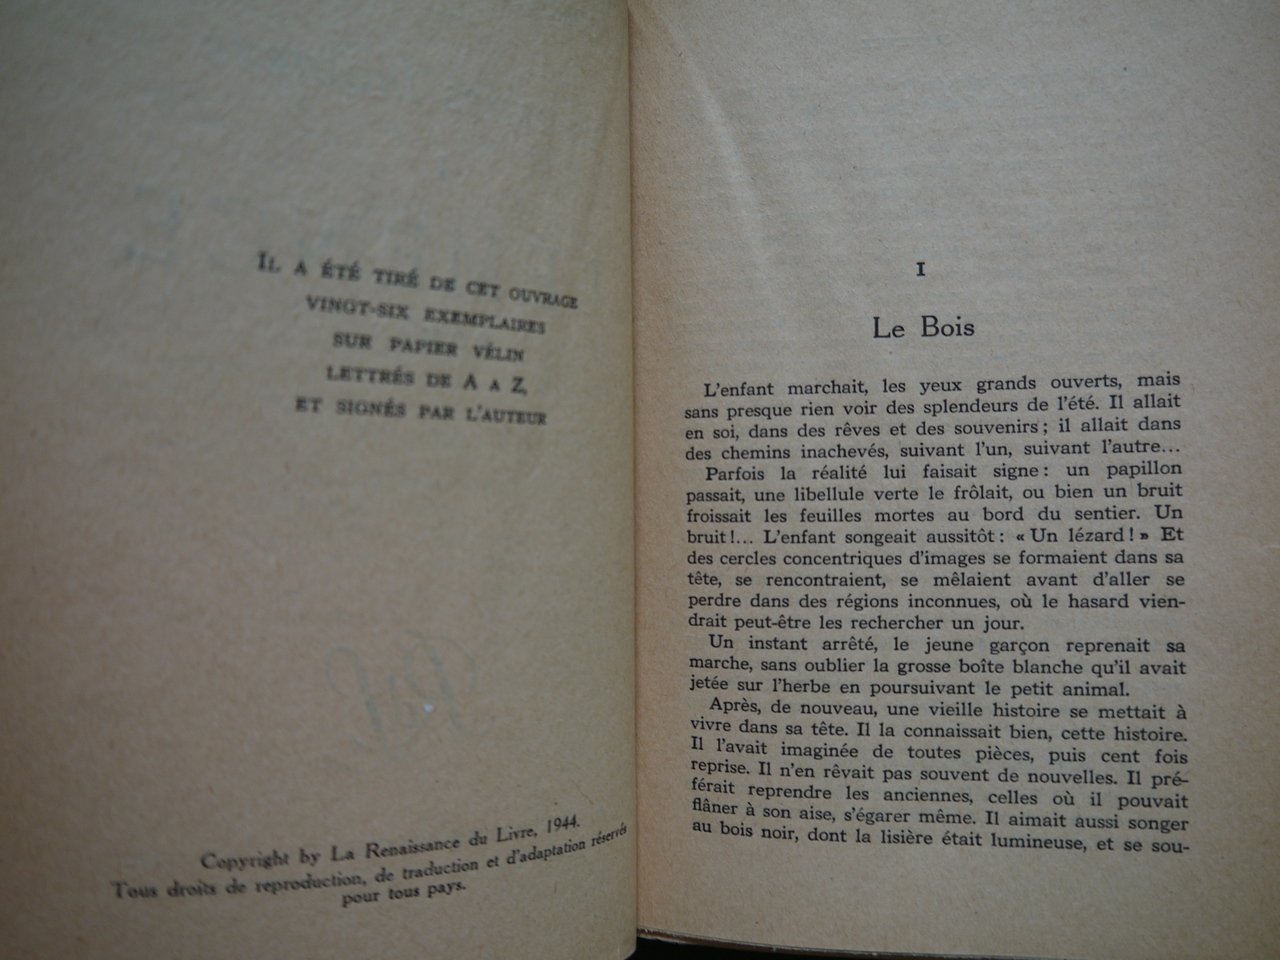 IL A ÉTÉ TIRÉ DE CET OUVRAGE
VINGT-SIX EXEMPLAIRES
SUR PAPIER VÉLIN
LETTRÉS DE A A Z,
ET SIGNÉS PAR L'AUTEUR
Copyright by La Renaissance du Livre, 1944.
Tous droits de reproduction, de traduction et d'adaptation réservés
pour tous pays.
I
Le Bois
L'enfant marchait, les yeux grands ouverts, mais
sans presque rien voir des splendeurs de l'été. Il allait
en soi, dans des rêves et des souvenirs ; il allait dans
des chemins inachevés, suivant l'un, suivant l'autre...
Parfois la réalité lui faisait signe : un papillon
passait, une libellule verte le frôlait, ou bien un bruit
froissait les feuilles mortes au bord du sentier. Un
bruit !... L'enfant songeait aussitôt : « Un lézard ! » Et
des cercles concentriques d'images se formaient dans sa
tête, se rencontraient, se mêlaient avant d'aller se
perdre dans des régions inconnues, où le hasard vien-
drait peut-être les rechercher un jour.
Un instant arrêté, le jeune garçon reprenait sa
marche, sans oublier la grosse boîte blanche qu'il avait
jetée sur l'herbe en poursuivant le petit animal.
Après, de nouveau, une vieille histoire se mettait à
vivre dans sa tête. Il la connaissait bien, cette histoire.
Il l'avait imaginée de toutes pièces, puis cent fois
reprise. Il n'en rêvait pas souvent de nouvelles. Il pré-
férait reprendre les anciennes, celles où il pouvait
flâner à son aise, s'égarer même. Il aimait aussi songer
au bois noir, dont la lisière était lumineuse, et se sou-